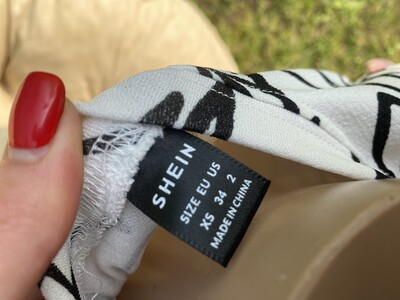 SHEIN
SIZE EU US
XS 34 2
MADE IN CHINA